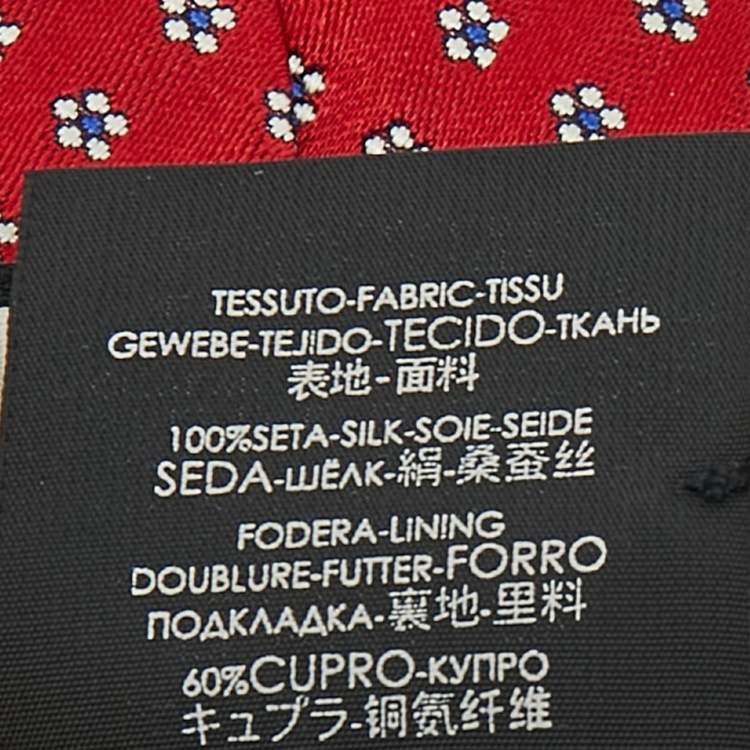 TESSUTO-FABRIC-TISSU
GEWEBE-TEJIDO-TECIDO-ТКАНЬ
表地-面料
100%SETA-SILK-SOIE-SEIDE
SEDA-ШЁЛК-絹-桑蚕丝
FODERA-LINING
DOUBLURE-FUTTER-FORRO
ПОДКЛАДКА-裏地-里料
60%CUPRO-КУПРО
キュプラ-铜氨纤维